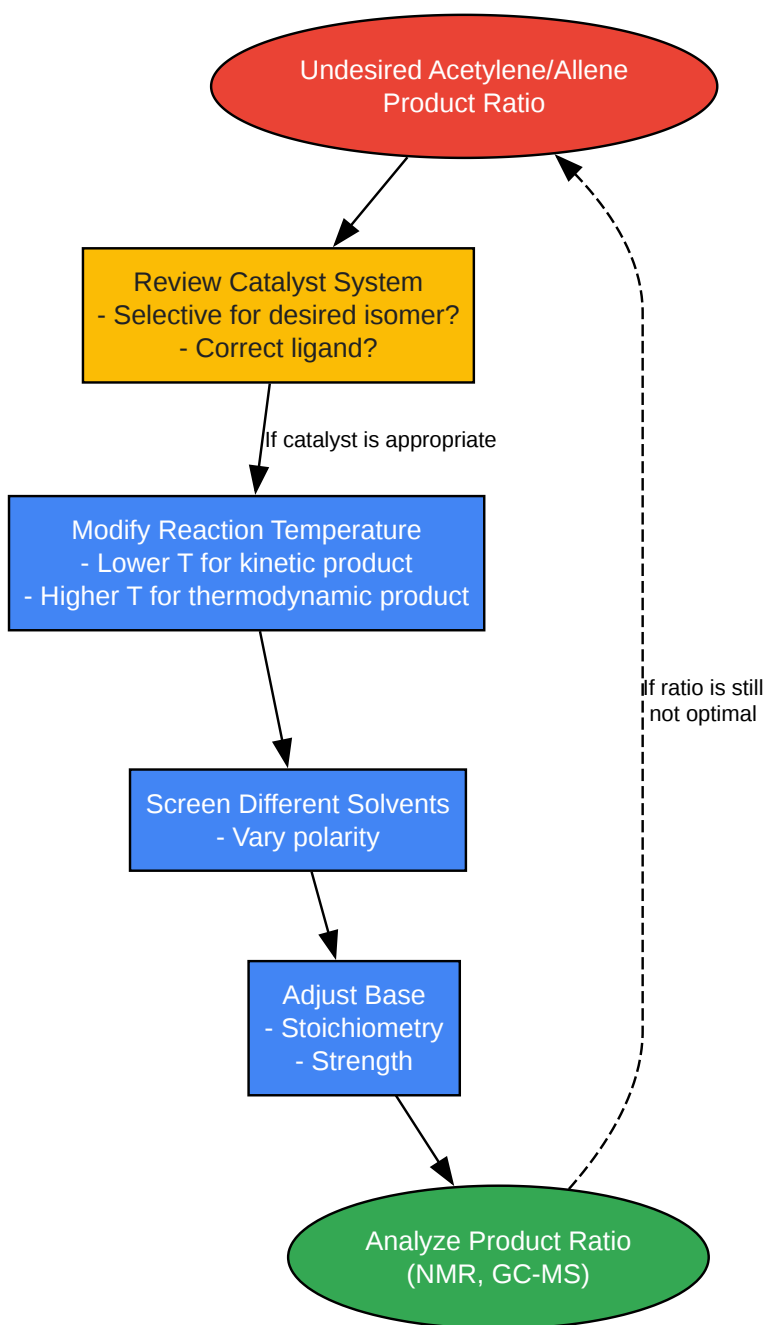 Undesired Acetylene/Allene
Product Ratio
Review Catalyst System
- Selective for desired isomer?
- Correct ligand?
If catalyst is appropriate
Modify Reaction Temperature
- Lower T for kinetic product
- Higher T for thermodynamic product
If ratio is still
not optimal
Screen Different Solvents
- Vary polarity
Adjust Base
- Stoichiometry
- Strength
Analyze Product Ratio
(NMR, GC-MS)